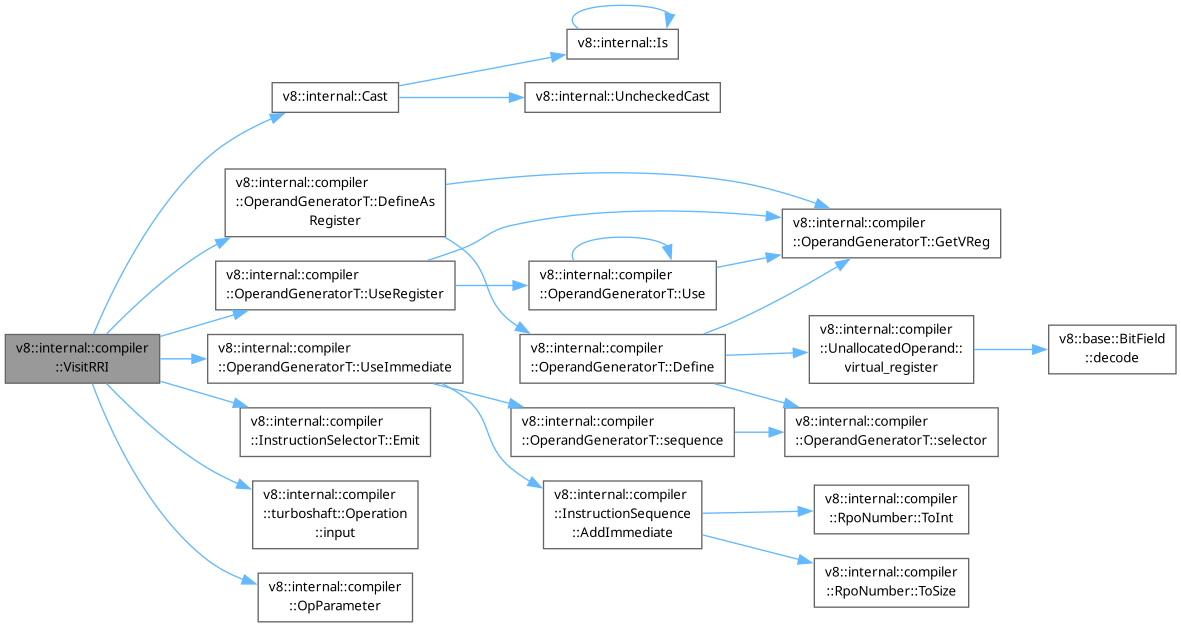 v8::internal::Is
v8::internal::Cast
v8::internal::UncheckedCast
v8::internal::compiler
::OperandGeneratorT::DefineAs
Register
v8::internal::compiler
::OperandGeneratorT::GetVReg
v8::internal::compiler
::OperandGeneratorT::UseRegister
v8::internal::compiler
::OperandGeneratorT::Use
v8::internal::compiler
::VisitRRI
v8::internal::compiler
::OperandGeneratorT::UseImmediate
v8::internal::compiler
::OperandGeneratorT::Define
v8::internal::compiler
::UnallocatedOperand::
virtual_register
v8::base::BitField
::decode
v8::internal::compiler
::InstructionSelectorT::Emit
v8::internal::compiler
::OperandGeneratorT::sequence
v8::internal::compiler
::OperandGeneratorT::selector
v8::internal::compiler
::turboshaft::Operation
::input
v8::internal::compiler
::InstructionSequence
::AddImmediate
v8::internal::compiler
::RpoNumber::ToInt
v8::internal::compiler
::RpoNumber::ToSize
v8::internal::compiler
::OpParameter